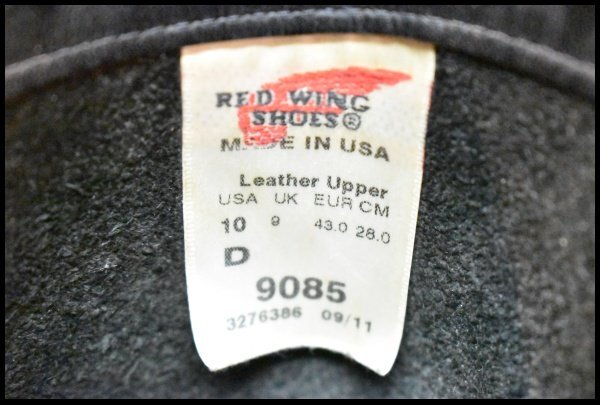 RED WING
SHOES®
MADE IN USA
Leather Upper
USA UK EUR CM
10 9 43.0 28.0
D
9085
3276386 09/11